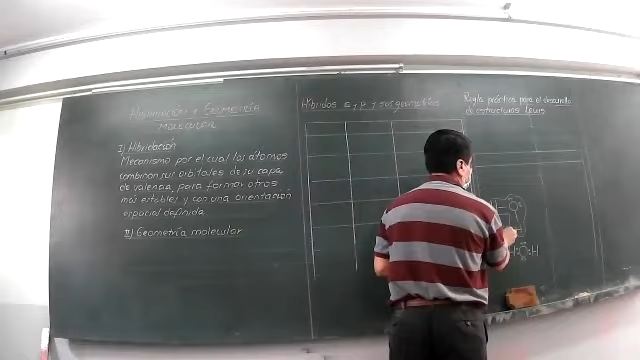 Hibridación y Geometría
Molecular
I) Hibridación
Mecanismo por el cual los átomos
combinan sus orbitales de su capa
de valencia, para formar otros
más estables y con una orientación
espacial definida
II) Geometría molecular
Híbridos s y p y sus geometrías
Regla práctica para el desarrollo
de estructuras Lewis
:O:H